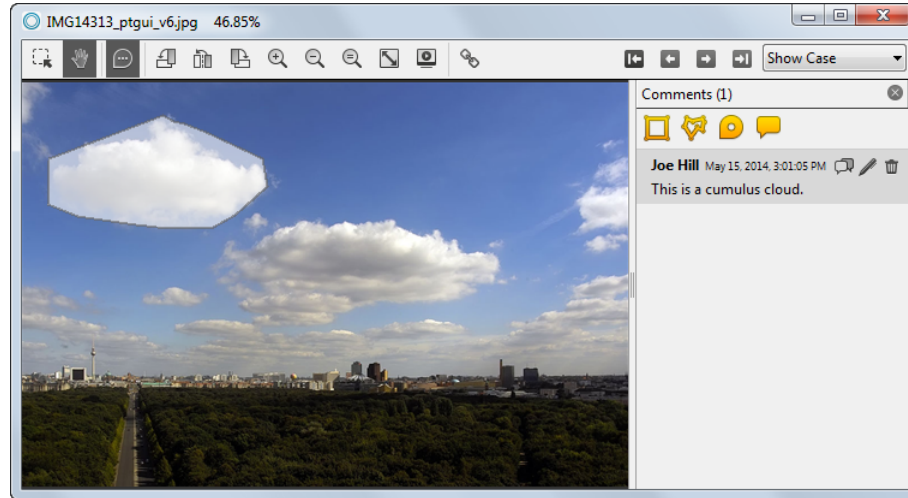 IMG14313_ptgui_v6.jpg 46.85%
Show Case
Comments (1)
Joe Hill May 15, 2014, 3:01:05 PM
This is a cumulus cloud.